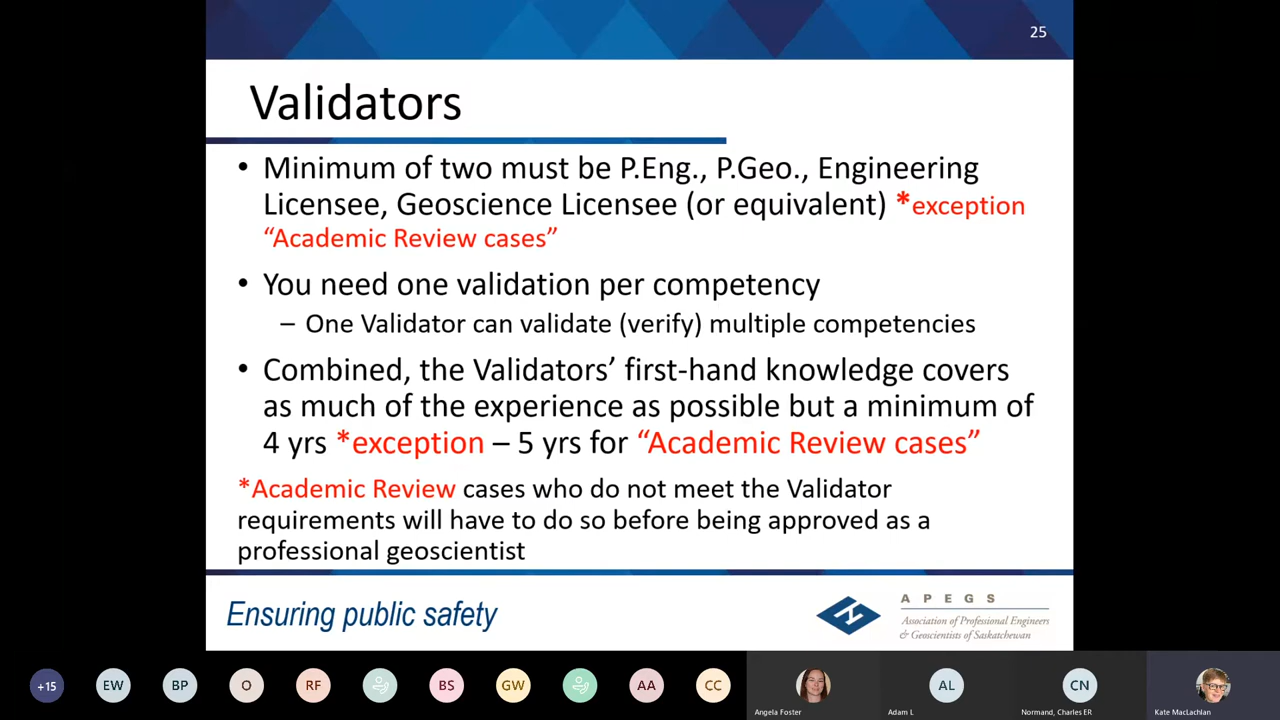 25
Validators
• Minimum of two must be P.Eng., P.Geo., Engineering
Licensee, Geoscience Licensee (or equivalent) *exception
“Academic Review cases”
• You need one validation per competency
– One Validator can validate (verify) multiple competencies
• Combined, the Validators’ first-hand knowledge covers
as much of the experience as possible but a minimum of
4 yrs *exception – 5 yrs for “Academic Review cases”
*Academic Review cases who do not meet the Validator
requirements will have to do so before being approved as a
professional geoscientist
Ensuring public safety
APEGS
Association of Professional Engineers
& Geoscientists of Saskatchewan
+15 EW BP O RF BS GW AA CC AL CN
Angela Foster Adam L Normand, Charles ER Kate MacLachlan